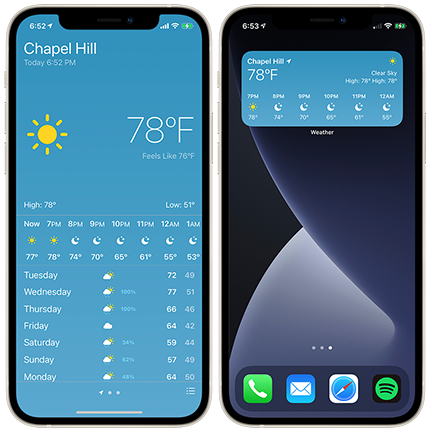 6:52
Chapel Hill
Today 6:52 PM
78°F
Feels Like 76°F
High: 78° Low: 51°
Now 7PM 8PM 9PM 10PM 11PM 12AM 1AM
77° 78° 74° 70° 65° 61° 55° 53°
Tuesday 72 49
Wednesday 100% 77 51
Thursday 100% 66 46
Friday 64 42
Saturday 34% 59 44
Sunday 62% 57 49
Monday 48% 64 50
6:53
Chapel Hill
78°F
Clear Sky
High: 78° High: 78°
7PM 8PM 9PM 10PM 11PM 12AM
78° 74° 70° 65° 61° 55°
Weather